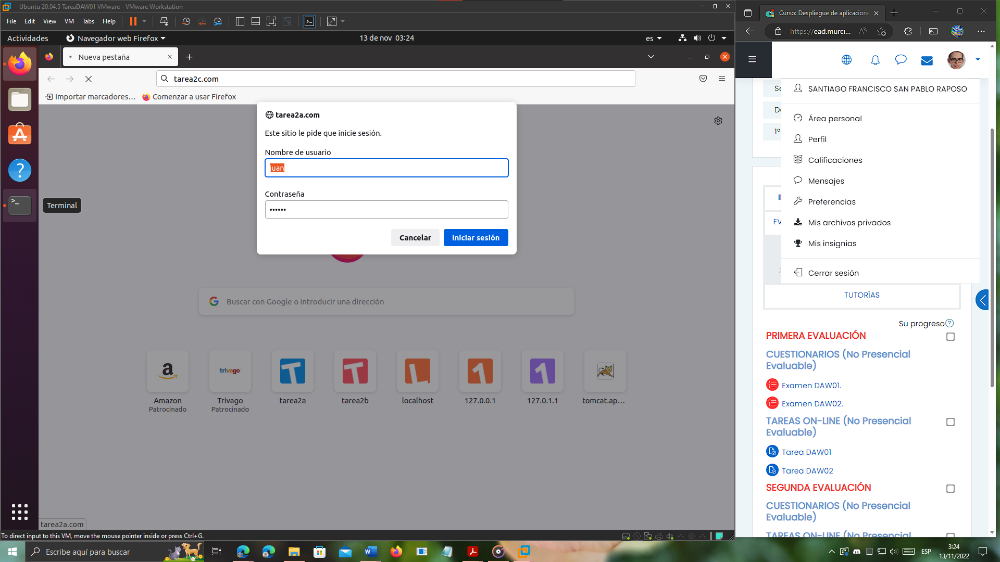 Ubuntu 20.04.5 TareaDAW01 VMware - VMware Workstation
File Edit View VM Tabs Help
Actividades
Navegador web Firefox
13 de nov 03:24
es
Nueva pestaña
tarea2c.com
Importar marcadores…
Comenzar a usar Firefox
tarea2a.com
Este sitio le pide que inicie sesión.
Nombre de usuario
juan
Contraseña
••••••
Cancelar
Iniciar sesión
Terminal
Buscar con Google o introducir una dirección
Amazon
Patrocinado
trivago
Trivago
Patrocinado
tarea2a
tarea2b
localhost
127.0.0.1
127.0.1.1
tomcat.ap…
tarea2a.com
To direct input to this VM, move the mouse pointer inside or press Ctrl+G.
Curso: Despliegue de aplicacione
https://ead.murci...
SANTIAGO FRANCISCO SAN PABLO RAPOSO
Área personal
Perfil
Calificaciones
Mensajes
Preferencias
Mis archivos privados
Mis insignias
Cerrar sesión
1ª
EV
TUTORÍAS
Su progreso
PRIMERA EVALUACIÓN
CUESTIONARIOS (No Presencial
Evaluable)
Examen DAW01.
Examen DAW02.
TAREAS ON-LINE (No Presencial
Evaluable)
Tarea DAW01
Tarea DAW02
SEGUNDA EVALUACIÓN
CUESTIONARIOS (No Presencial
Evaluable)
TAREAS ON-LINE (No Presencial
Escribe aquí para buscar
ESP
3:24
13/11/2022